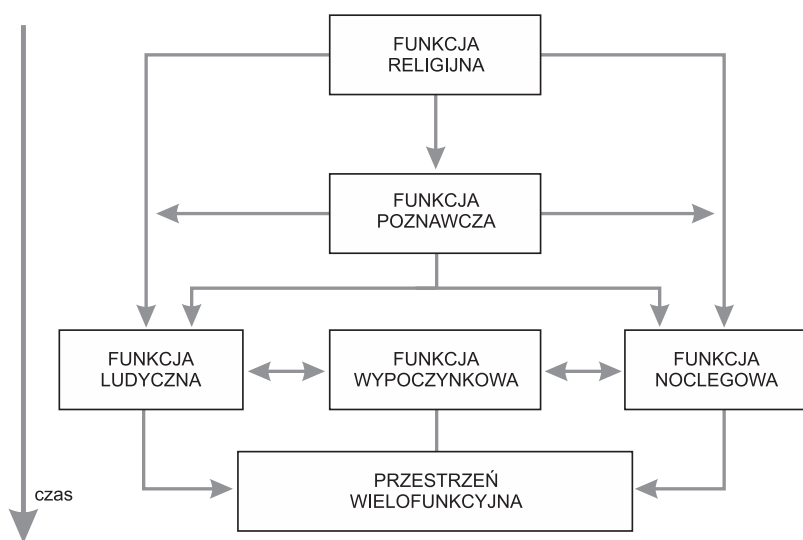 FUNKCJA
RELIGIJNA
FUNKCJA
POZNAWCZA
FUNKCJA
LUDYCZNA
FUNKCJA
WYPOCZYNKOWA
FUNKCJA
NOCLEGOWA
PRZESTRZEŃ
WIELOFUNKCYJNA
czas